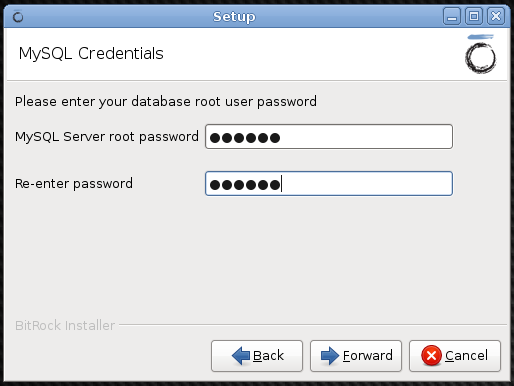 Setup
MySQL Credentials
Please enter your database root user password
MySQL Server root password ●●●●●●
Re-enter password ●●●●●●
BitRock Installer
Back Forward Cancel